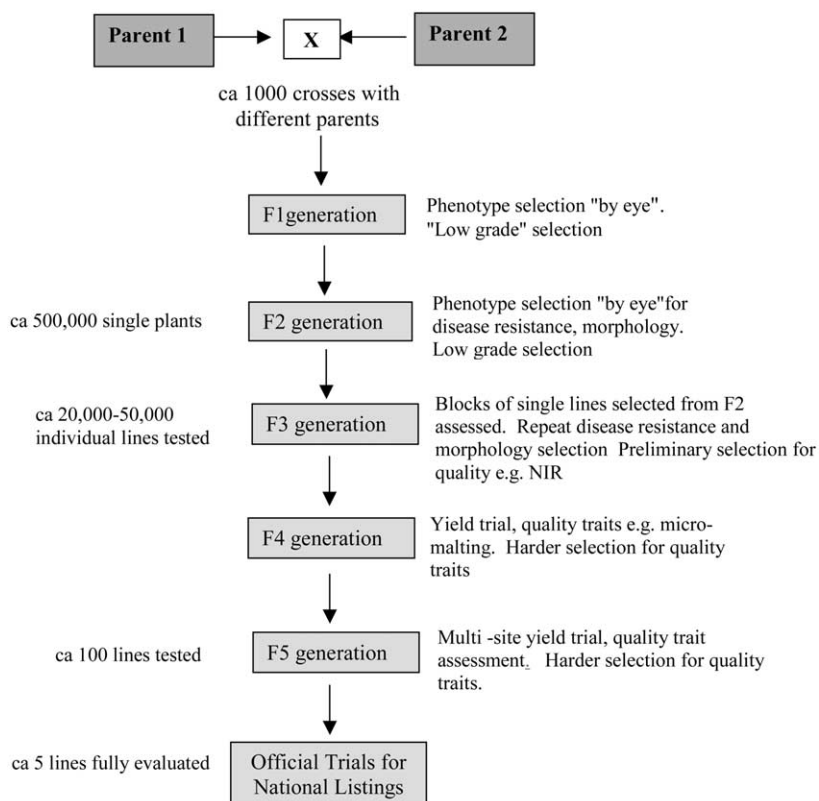 Parent 1
X
Parent 2
ca 1000 crosses with
different parents
F1generation
Phenotype selection "by eye".
"Low grade" selection
ca 500,000 single plants
F2 generation
Phenotype selection "by eye"for
disease resistance, morphology.
Low grade selection
ca 20,000-50,000
individual lines tested
F3 generation
Blocks of single lines selected from F2
assessed. Repeat disease resistance and
morphology selection Preliminary selection for
quality e.g. NIR
F4 generation
Yield trial, quality traits e.g. micro-
malting. Harder selection for quality
traits
ca 100 lines tested
F5 generation
Multi -site yield trial, quality trait
assessment. Harder selection for quality
traits.
ca 5 lines fully evaluated
Official Trials for
National Listings